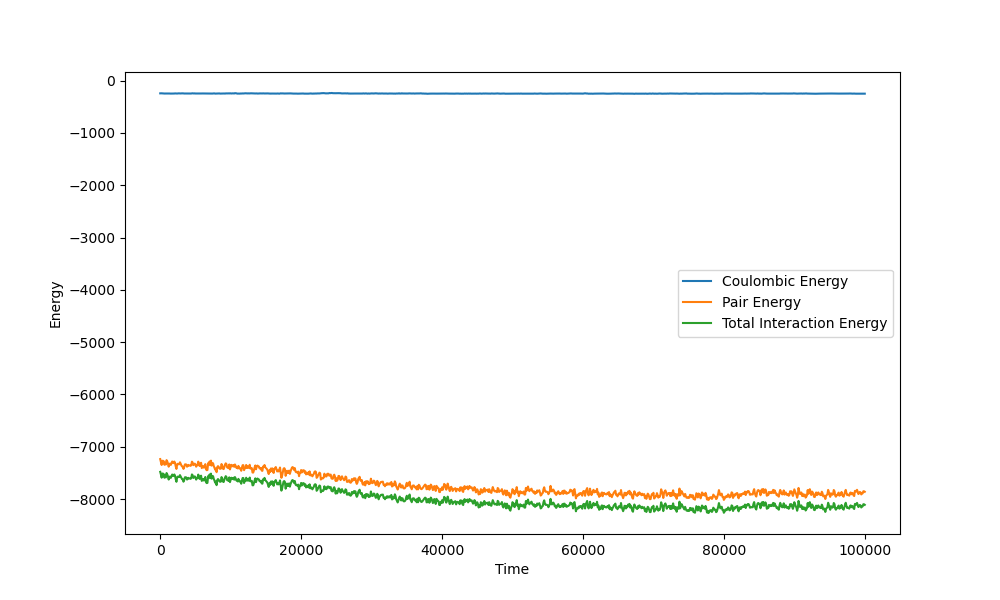 0
−1000
−2000
−3000
−4000
−5000
−6000
−7000
−8000
Energy
Coulombic Energy
Pair Energy
Total Interaction Energy
0 20000 40000 60000 80000 100000
Time